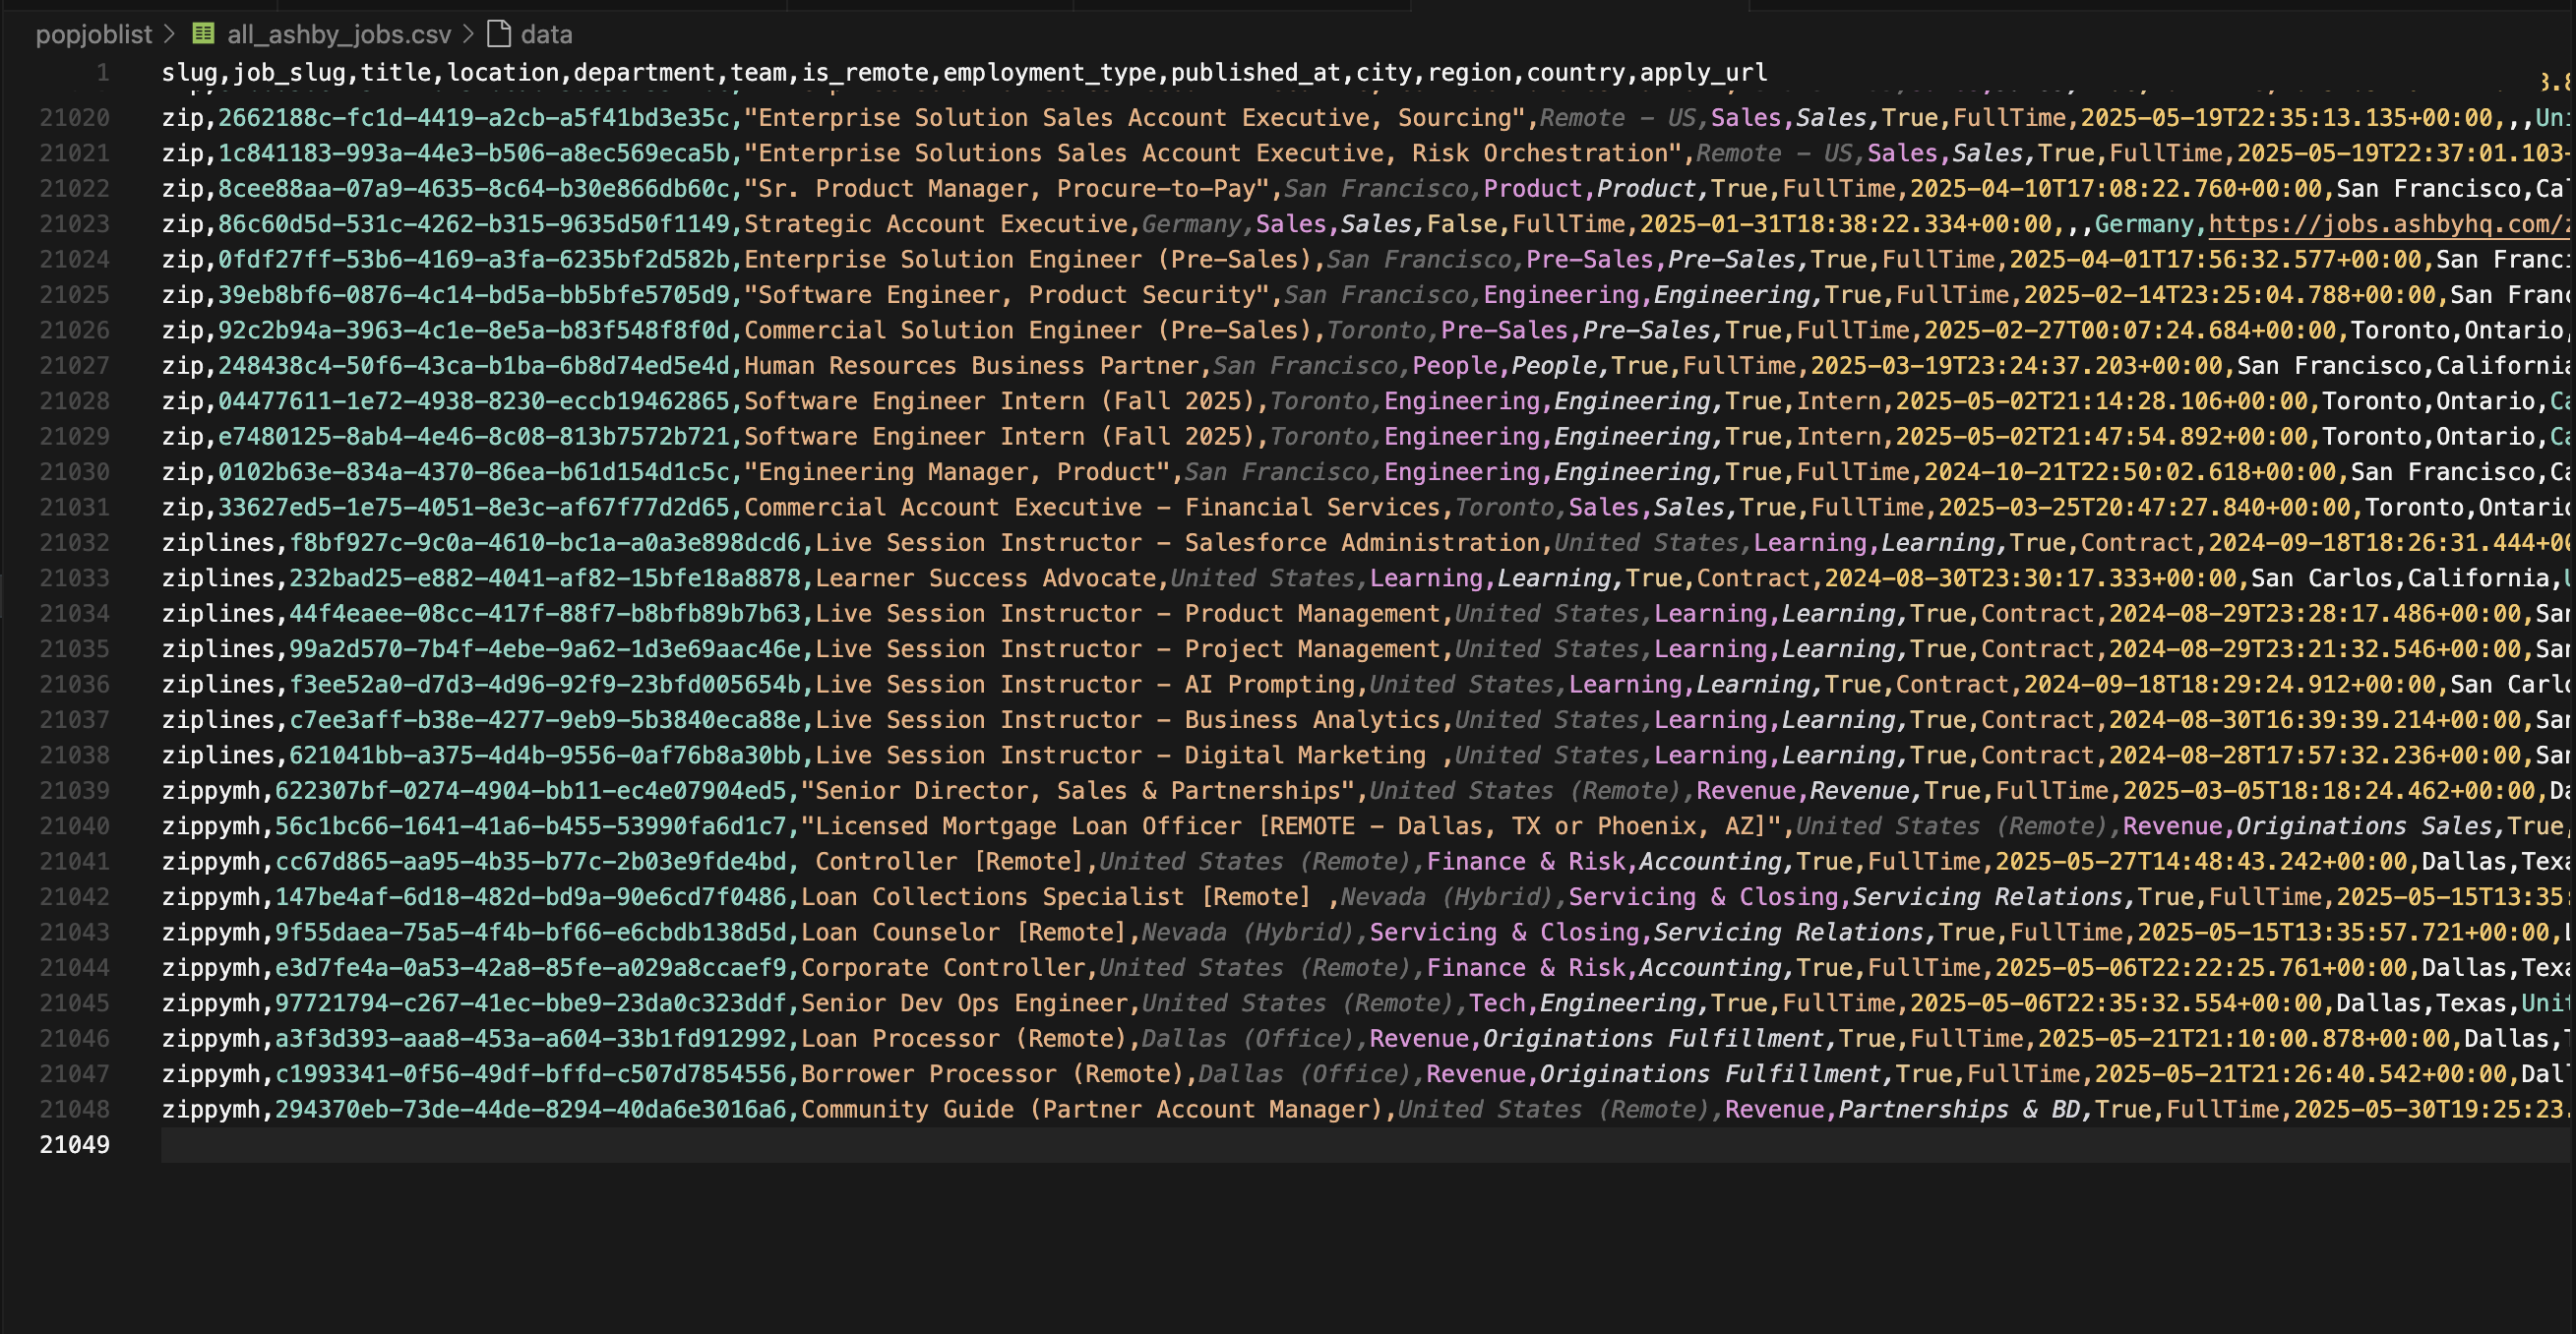 popjoblist > all_ashby_jobs.csv > data
1 slug,job_slug,title,location,department,team,is_remote,employment_type,published_at,city,region,country,apply_url
21020 zip,2662188c-fc1d-4419-a2cb-a5f41bd3e35c,"Enterprise Solution Sales Account Executive, Sourcing",Remote - US,Sales,Sales,True,FullTime,2025-05-19T22:35:13.135+00:00,,,Uni
21021 zip,1c841183-993a-44e3-b506-a8ec569eca5b,"Enterprise Solutions Sales Account Executive, Risk Orchestration",Remote - US,Sales,Sales,True,FullTime,2025-05-19T22:37:01.103
21022 zip,8cee88aa-07a9-4635-8c64-b30e866db60c,"Sr. Product Manager, Procure-to-Pay",San Francisco,Product,Product,True,FullTime,2025-04-10T17:08:22.760+00:00,San Francisco,Cal
21023 zip,86c60d5d-531c-4262-b315-9635d50f1149,Strategic Account Executive,Germany,Sales,Sales,False,FullTime,2025-01-31T18:38:22.334+00:00,,,Germany,https://jobs.ashbyhq.com/z
21024 zip,0fdf27ff-53b6-4169-a3fa-6235bf2d582b,Enterprise Solution Engineer (Pre-Sales),San Francisco,Pre-Sales,Pre-Sales,True,FullTime,2025-04-01T17:56:32.577+00:00,San Franci
21025 zip,39eb8bf6-0876-4c14-bd5a-bb5bfe5705d9,"Software Engineer, Product Security",San Francisco,Engineering,Engineering,True,FullTime,2025-02-14T23:25:04.788+00:00,San Franc
21026 zip,92c2b94a-3963-4c1e-8e5a-b83f548f8f0d,Commercial Solution Engineer (Pre-Sales),Toronto,Pre-Sales,Pre-Sales,True,FullTime,2025-02-27T00:07:24.684+00:00,Toronto,Ontario,
21027 zip,248438c4-50f6-43ca-b1ba-6b8d74ed5e4d,Human Resources Business Partner,San Francisco,People,People,True,FullTime,2025-03-19T23:24:37.203+00:00,San Francisco,California
21028 zip,04477611-1e72-4938-8230-eccb19462865,Software Engineer Intern (Fall 2025),Toronto,Engineering,Engineering,True,Intern,2025-05-02T21:14:28.106+00:00,Toronto,Ontario,Ca
21029 zip,e7480125-8ab4-4e46-8c08-813b7572b721,Software Engineer Intern (Fall 2025),Toronto,Engineering,Engineering,True,Intern,2025-05-02T21:47:54.892+00:00,Toronto,Ontario,Ca
21030 zip,0102b63e-834a-4370-86ea-b61d154d1c5c,"Engineering Manager, Product",San Francisco,Engineering,Engineering,True,FullTime,2024-10-21T22:50:02.618+00:00,San Francisco,Ca
21031 zip,33627ed5-1e75-4051-8e3c-af67f77d2d65,Commercial Account Executive - Financial Services,Toronto,Sales,Sales,True,FullTime,2025-03-25T20:47:27.840+00:00,Toronto,Ontario
21032 ziplines,f8bf927c-9c0a-4610-bc1a-a0a3e898dcd6,Live Session Instructor - Salesforce Administration,United States,Learning,Learning,True,Contract,2024-09-18T18:26:31.444+00
21033 ziplines,232bad25-e882-4041-af82-15bfe18a8878,Learner Success Advocate,United States,Learning,Learning,True,Contract,2024-08-30T23:30:17.333+00:00,San Carlos,California,U
21034 ziplines,44f4eaee-08cc-417f-88f7-b8bfb89b7b63,Live Session Instructor - Product Management,United States,Learning,Learning,True,Contract,2024-08-29T23:28:17.486+00:00,San
21035 ziplines,99a2d570-7b4f-4ebe-9a62-1d3e69aac46e,Live Session Instructor - Project Management,United States,Learning,Learning,True,Contract,2024-08-29T23:21:32.546+00:00,San
21036 ziplines,f3ee52a0-d7d3-4d96-92f9-23bfd005654b,Live Session Instructor - AI Prompting,United States,Learning,Learning,True,Contract,2024-09-18T18:29:24.912+00:00,San Carlo
21037 ziplines,c7ee3aff-b38e-4277-9eb9-5b3840eca88e,Live Session Instructor - Business Analytics,United States,Learning,Learning,True,Contract,2024-08-30T16:39:39.214+00:00,San
21038 ziplines,621041bb-a375-4d4b-9556-0af76b8a30bb,Live Session Instructor - Digital Marketing ,United States,Learning,Learning,True,Contract,2024-08-28T17:57:32.236+00:00,San
21039 zippymh,622307bf-0274-4904-bb11-ec4e07904ed5,"Senior Director, Sales & Partnerships",United States (Remote),Revenue,Revenue,True,FullTime,2025-03-05T18:18:24.462+00:00,Da
21040 zippymh,56c1bc66-1641-41a6-b455-53990fa6d1c7,"Licensed Mortgage Loan Officer [REMOTE - Dallas, TX or Phoenix, AZ]",United States (Remote),Revenue,Originations Sales,True,
21041 zippymh,cc67d865-aa95-4b35-b77c-2b03e9fde4bd, Controller [Remote],United States (Remote),Finance & Risk,Accounting,True,FullTime,2025-05-27T14:48:43.242+00:00,Dallas,Texa
21042 zippymh,147be4af-6d18-482d-bd9a-90e6cd7f0486,Loan Collections Specialist [Remote] ,Nevada (Hybrid),Servicing & Closing,Servicing Relations,True,FullTime,2025-05-15T13:35:
21043 zippymh,9f55daea-75a5-4f4b-bf66-e6cbdb138d5d,Loan Counselor [Remote],Nevada (Hybrid),Servicing & Closing,Servicing Relations,True,FullTime,2025-05-15T13:35:57.721+00:00,
21044 zippymh,e3d7fe4a-0a53-42a8-85fe-a029a8ccaef9,Corporate Controller,United States (Remote),Finance & Risk,Accounting,True,FullTime,2025-05-06T22:22:25.761+00:00,Dallas,Texa
21045 zippymh,97721794-c267-41ec-bbe9-23da0c323ddf,Senior Dev Ops Engineer,United States (Remote),Tech,Engineering,True,FullTime,2025-05-06T22:35:32.554+00:00,Dallas,Texas,Unit
21046 zippymh,a3f3d393-aaa8-453a-a604-33b1fd912992,Loan Processor (Remote),Dallas (Office),Revenue,Originations Fulfillment,True,FullTime,2025-05-21T21:10:00.878+00:00,Dallas,
21047 zippymh,c1993341-0f56-49df-bffd-c507d7854556,Borrower Processor (Remote),Dallas (Office),Revenue,Originations Fulfillment,True,FullTime,2025-05-21T21:26:40.542+00:00,Dal
21048 zippymh,294370eb-73de-44de-8294-40da6e3016a6,Community Guide (Partner Account Manager),United States (Remote),Revenue,Partnerships & BD,True,FullTime,2025-05-30T19:25:23.
21049